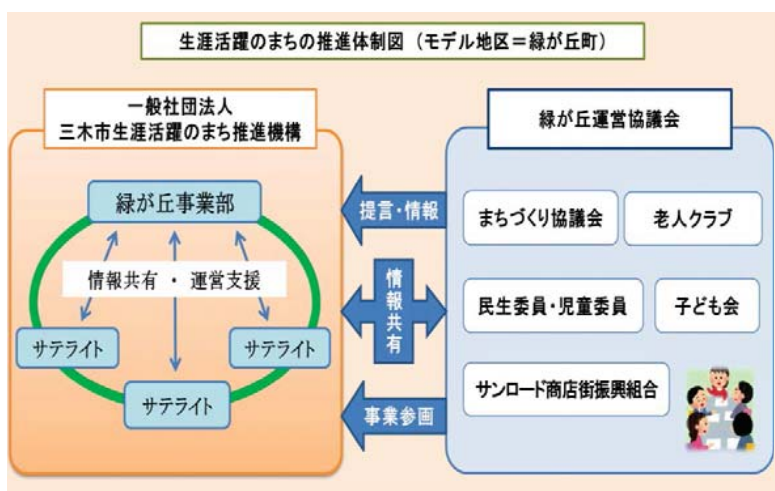 生涯活躍のまちの推進体制図（モデル地区＝緑が丘町）
一般社団法人
三木市生涯活躍のまち推進機構
緑が丘事業部
情報共有 ・ 運営支援
サテライト
サテライト
サテライト
提言・情報
情報共有
事業参画
緑が丘運営協議会
まちづくり協議会
老人クラブ
民生委員・児童委員
子ども会
サンロード商店街振興組合